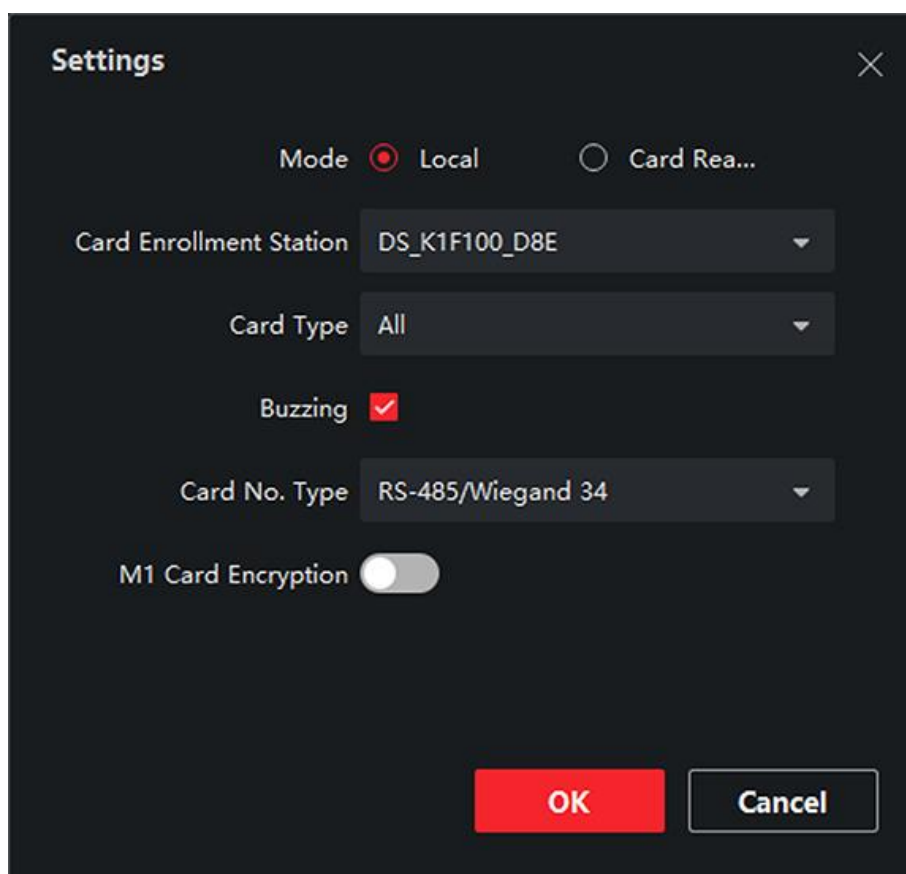 Settings
Mode Local Card Rea...
Card Enrollment Station DS_K1F100_D8E
Card Type All
Buzzing
Card No. Type RS-485/Wiegand 34
M1 Card Encryption
OK Cancel